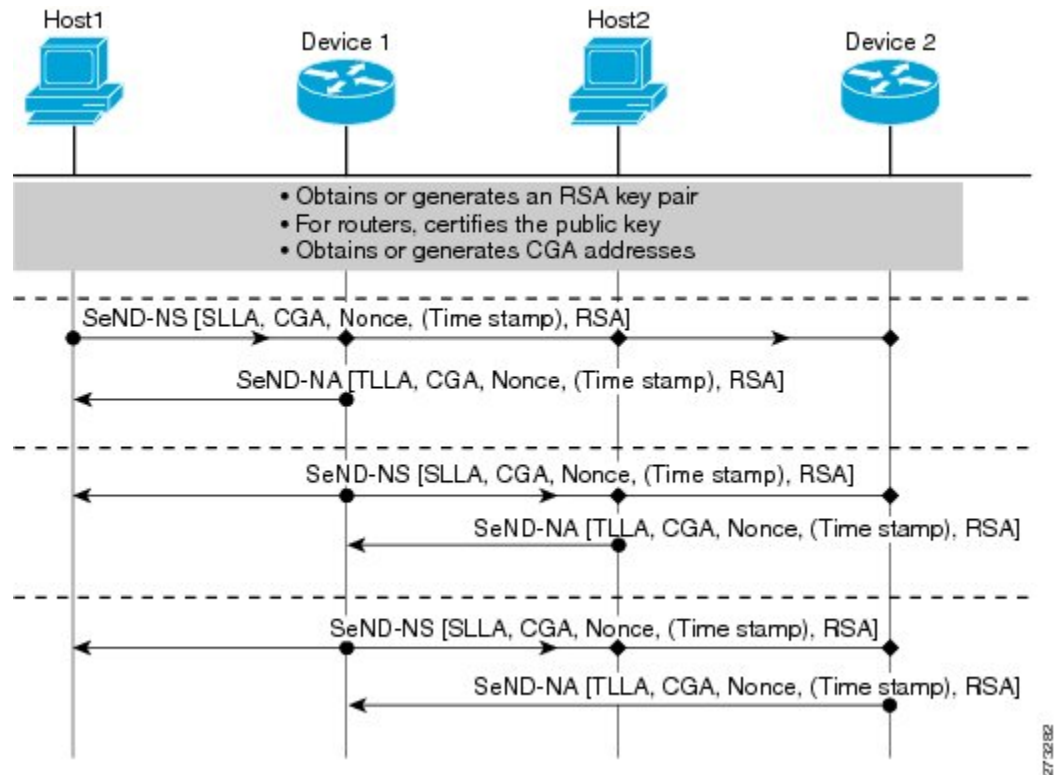 Host1
Device 1
Host2
Device 2
• Obtains or generates an RSA key pair
• For routers, certifies the public key
• Obtains or generates CGA addresses
SeND-NS [SLLA, CGA, Nonce, (Time stamp), RSA]
SeND-NA [TLLA, CGA, Nonce, (Time stamp), RSA]
SeND-NS [SLLA, CGA, Nonce, (Time stamp), RSA]
SeND-NA [TLLA, CGA, Nonce, (Time stamp), RSA]
SeND-NS [SLLA, CGA, Nonce, (Time stamp), RSA]
SeND-NA [TLLA, CGA, Nonce, (Time stamp), RSA]
273282